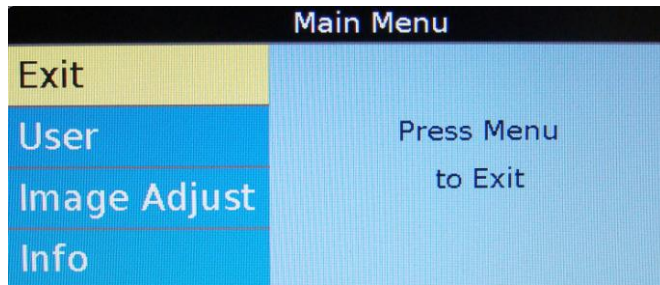 Main Menu
Exit
User
Image Adjust
Info
Press Menu
to Exit